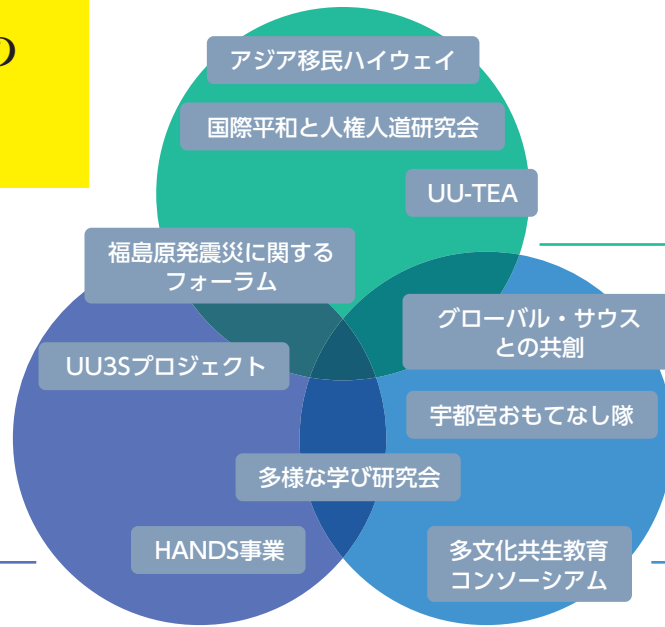 の
アジア移民ハイウェイ
国際平和と人権人道研究会
UU-TEA
福島原発震災に関する
フォーラム
グローバル・サウス
との共創
UU3Sプロジェクト
宇都宮おもてなし隊
多様な学び研究会
HANDS事業
多文化共生教育
コンソーシアム